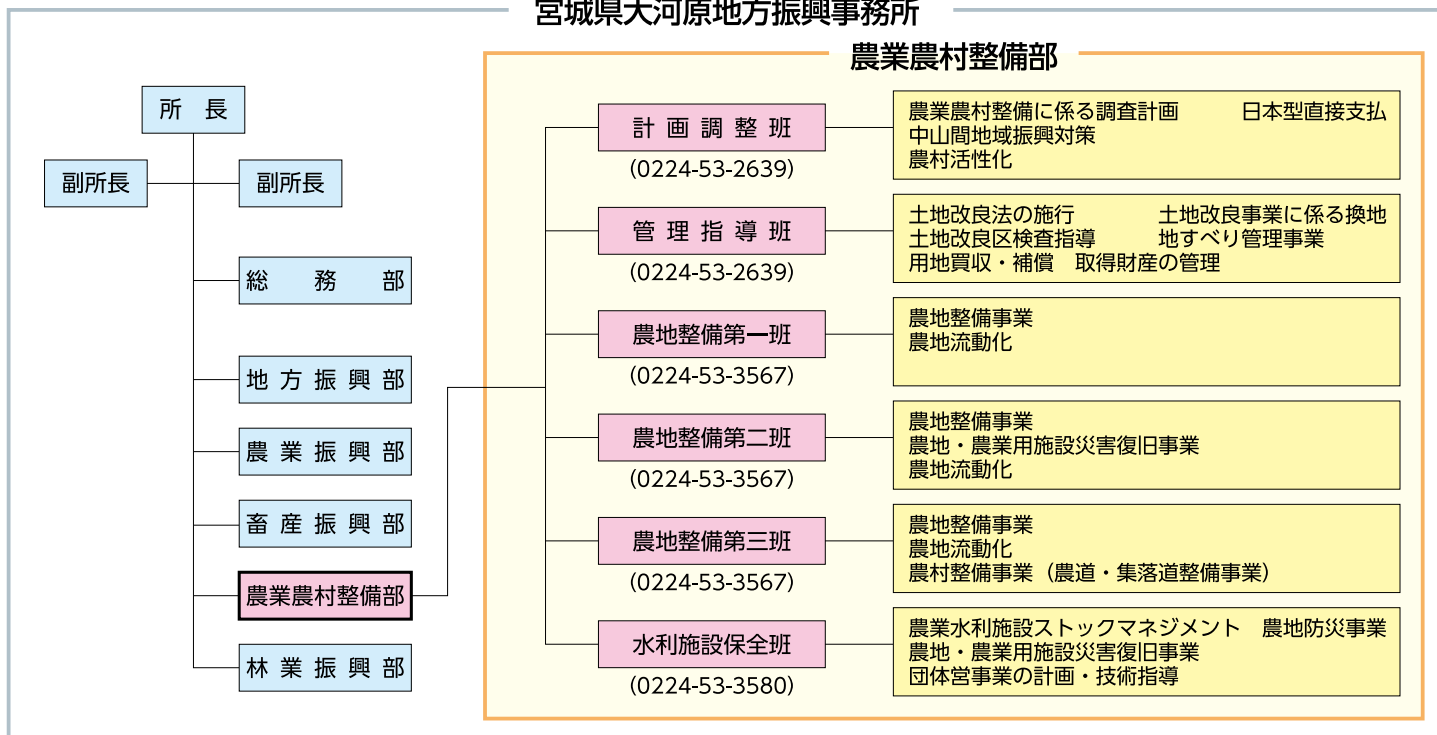 宮城県大河原地方振興事務所
所長
副所長
副所長
総務部
地方振興部
農業振興部
畜産振興部
農業農村整備部
林業振興部
農業農村整備部
計画調整班
(0224-53-2639)
農業農村整備に係る調査計画　日本型直接支払
中山間地域振興対策
農村活性化
管理指導班
(0224-53-2639)
土地改良法の施行　土地改良事業に係る換地
土地改良区検査指導　地すべり管理事業
用地買収・補償　取得財産の管理
農地整備第一班
(0224-53-3567)
農地整備事業
農地流動化
農地整備第二班
(0224-53-3567)
農地整備事業
農地・農業用施設災害復旧事業
農地流動化
農地整備第三班
(0224-53-3567)
農地整備事業
農地流動化
農村整備事業（農道・集落道整備事業）
水利施設保全班
(0224-53-3580)
農業水利施設ストックマネジメント　農地防災事業
農地・農業用施設災害復旧事業
団体営事業の計画・技術指導